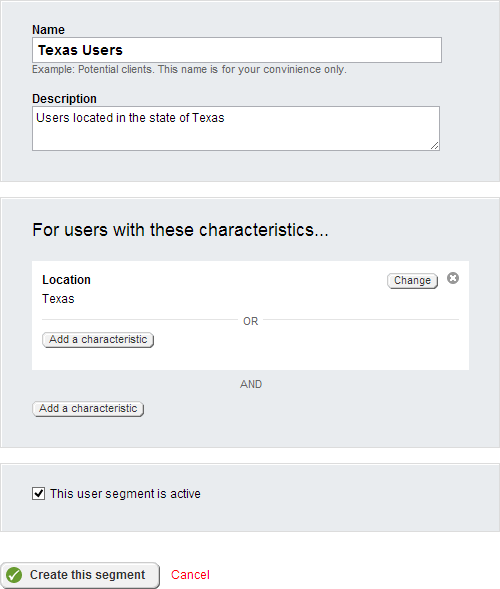 Name
Texas Users
Example: Potential clients. This name is for your convinience only.
Description
Users located in the state of Texas
For users with these characteristics...
Location
Change
Texas
OR
Add a characteristic
AND
Add a characteristic
This user segment is active
Create this segment
Cancel